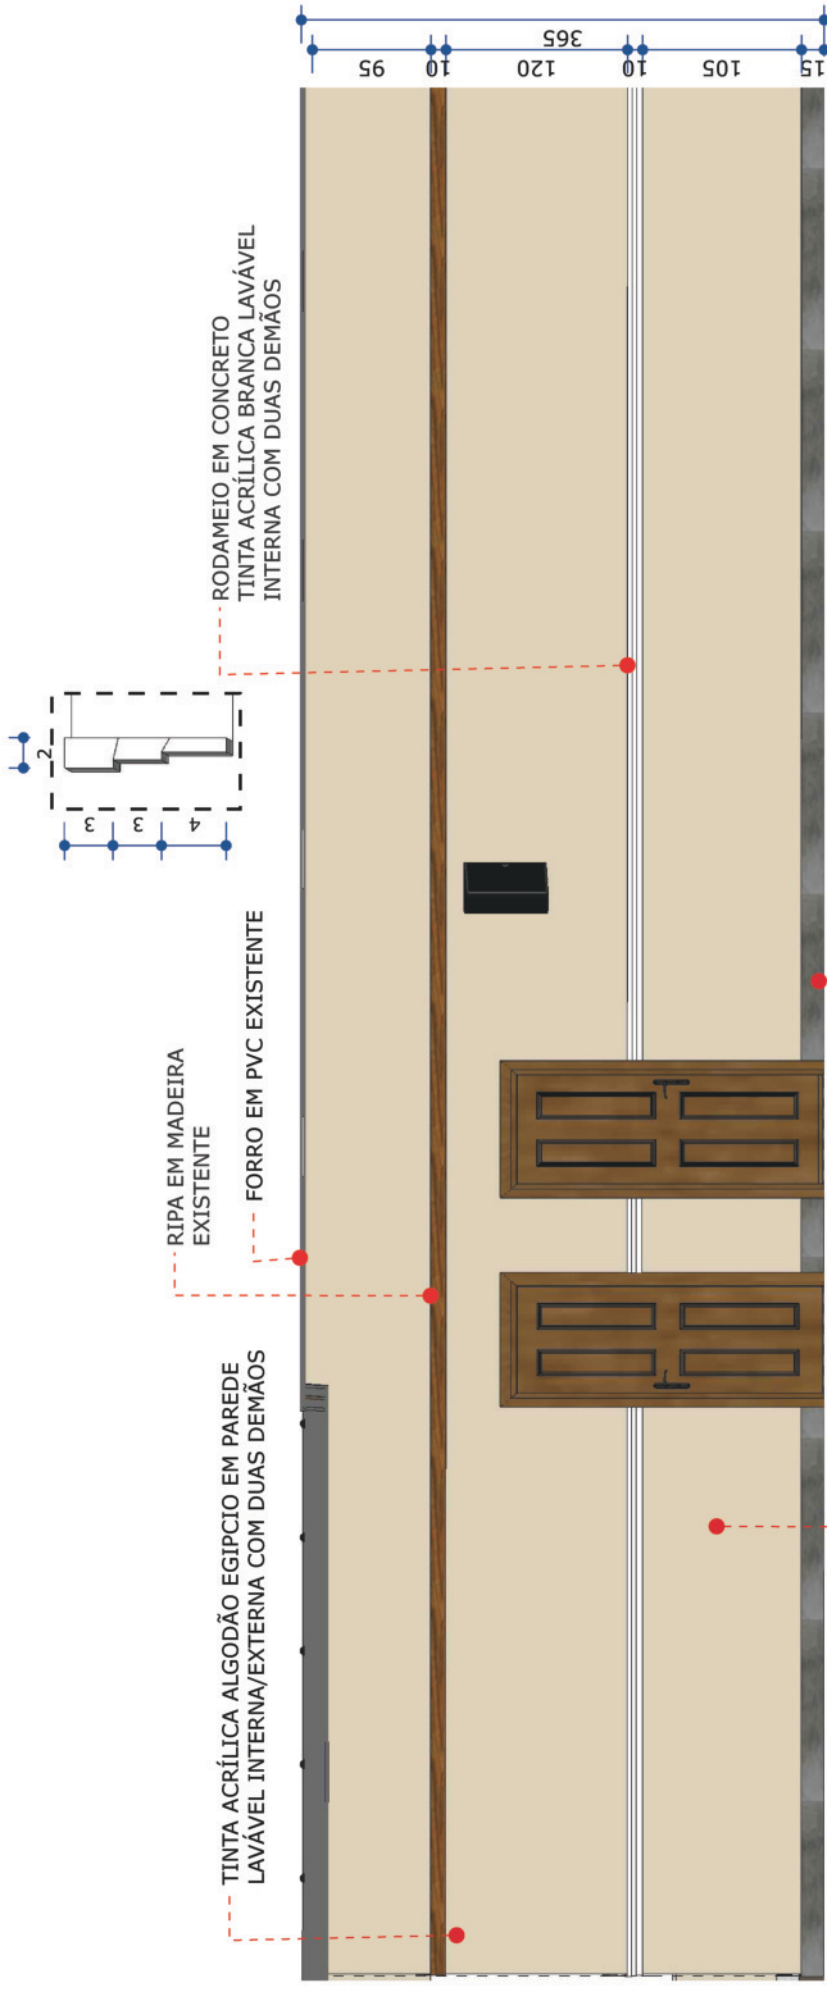 TINTA ACRÍLICA ALGODÃO EGIPCIO EM PAREDE
LAVÁVEL INTERNA/EXTERNA COM DUAS DEMÃOS
RIPA EM MADEIRA
EXISTENTE
FORRO EM PVC EXISTENTE
2
3
3
4
RODAMEIO EM CONCRETO
TINTA ACRÍLICA BRANCA LAVÁVEL
INTERNA COM DUAS DEMÃOS
365
95
10
120
10
105
15